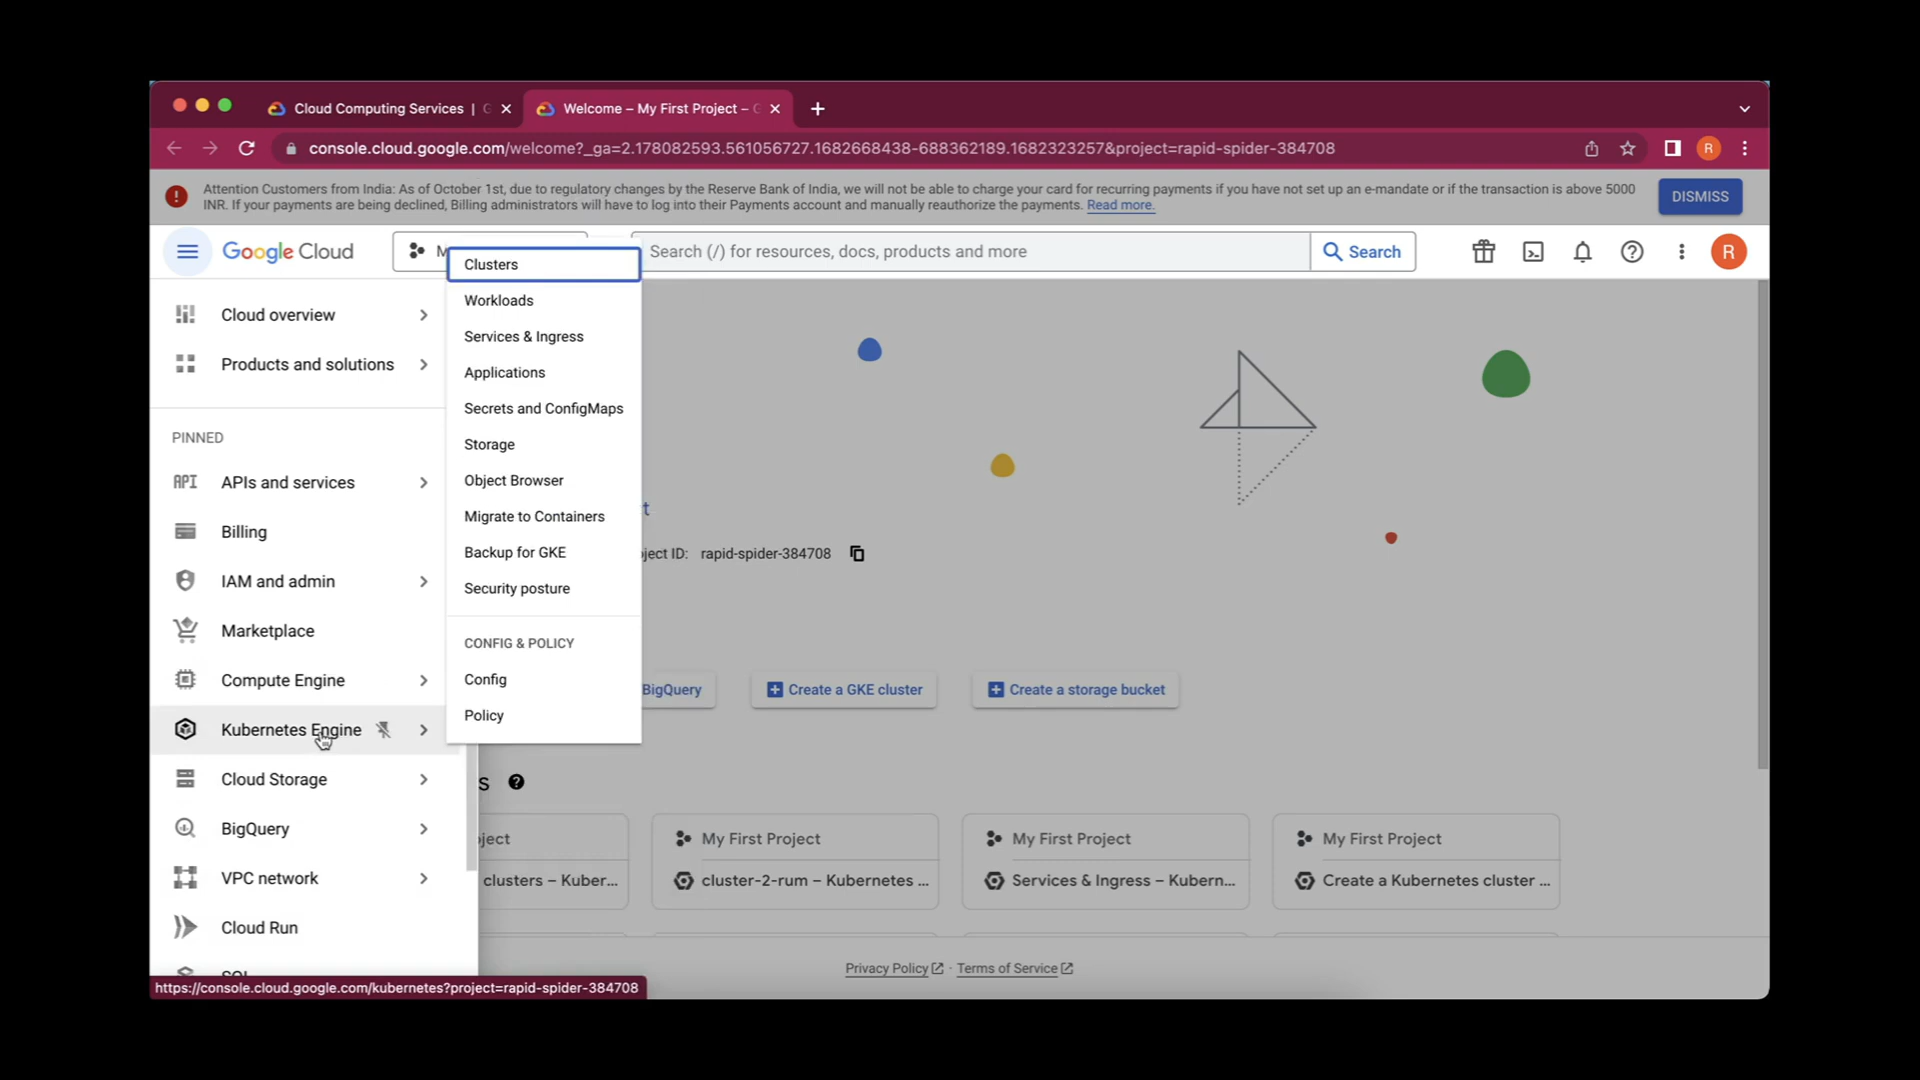 Cloud Computing Services | G
Welcome – My First Project – G
console.cloud.google.com/welcome?_ga=2.178082593.561056727.1682668438-688362189.1682323257&project=rapid-spider-384708
R
Attention Customers from India: As of October 1st, due to regulatory changes by the Reserve Bank of India, we will not be able to charge your card for recurring payments if you have not set up an e-mandate or if the transaction is above 5000
INR. If your payments are being declined, Billing administrators will have to log into their Payments account and manually reauthorize the payments. Read more.
DISMISS
Google Cloud
M
Search (/) for resources, docs, products and more
Search
R
Cloud overview
Products and solutions
PINNED
API APIs and services
Billing
IAM and admin
Marketplace
Compute Engine
Kubernetes Engine
Cloud Storage
BigQuery
VPC network
Cloud Run
SQL
Clusters
Workloads
Services & Ingress
Applications
Secrets and ConfigMaps
Storage
Object Browser
Migrate to Containers
Backup for GKE
Security posture
CONFIG & POLICY
Config
Policy
t
ject ID: rapid-spider-384708
BigQuery
Create a GKE cluster
Create a storage bucket
s
ject
clusters – Kuber...
My First Project
cluster-2-rum – Kubernetes ...
My First Project
Services & Ingress – Kubern...
My First Project
Create a Kubernetes cluster ...
Privacy Policy · Terms of Service
https://console.cloud.google.com/kubernetes?project=rapid-spider-384708